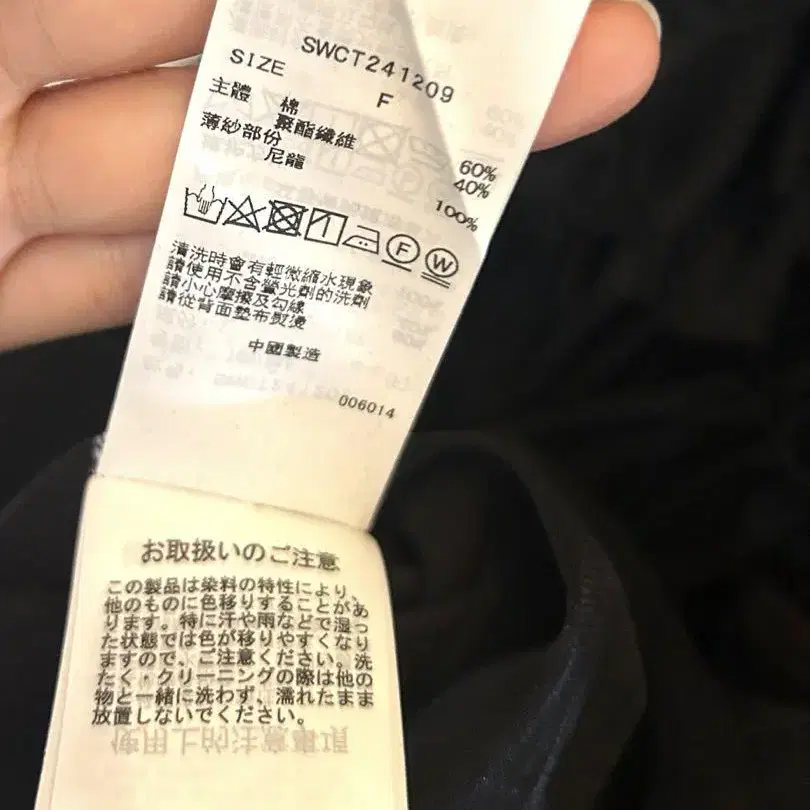 SWCT241209
SIZE
F
主體 棉 60%
聚酯纖維 40%
薄紗部份
尼龍 100%
F W
清洗時會有輕微縮水現象
請使用不含螢光劑的洗劑
請小心摩擦及勾線
請從背面墊布熨燙
中國製造
006014
お取扱いのご注意
この製品は染料の特性により、
他のものに色移りすることがあ
ります。特に汗や雨などで湿っ
た状態では色が移りやすくなり
ますので、ご注意ください。洗
たく・クリーニングの際は他の
物と一緒に洗わず、濡れたまま
放置しないでください。